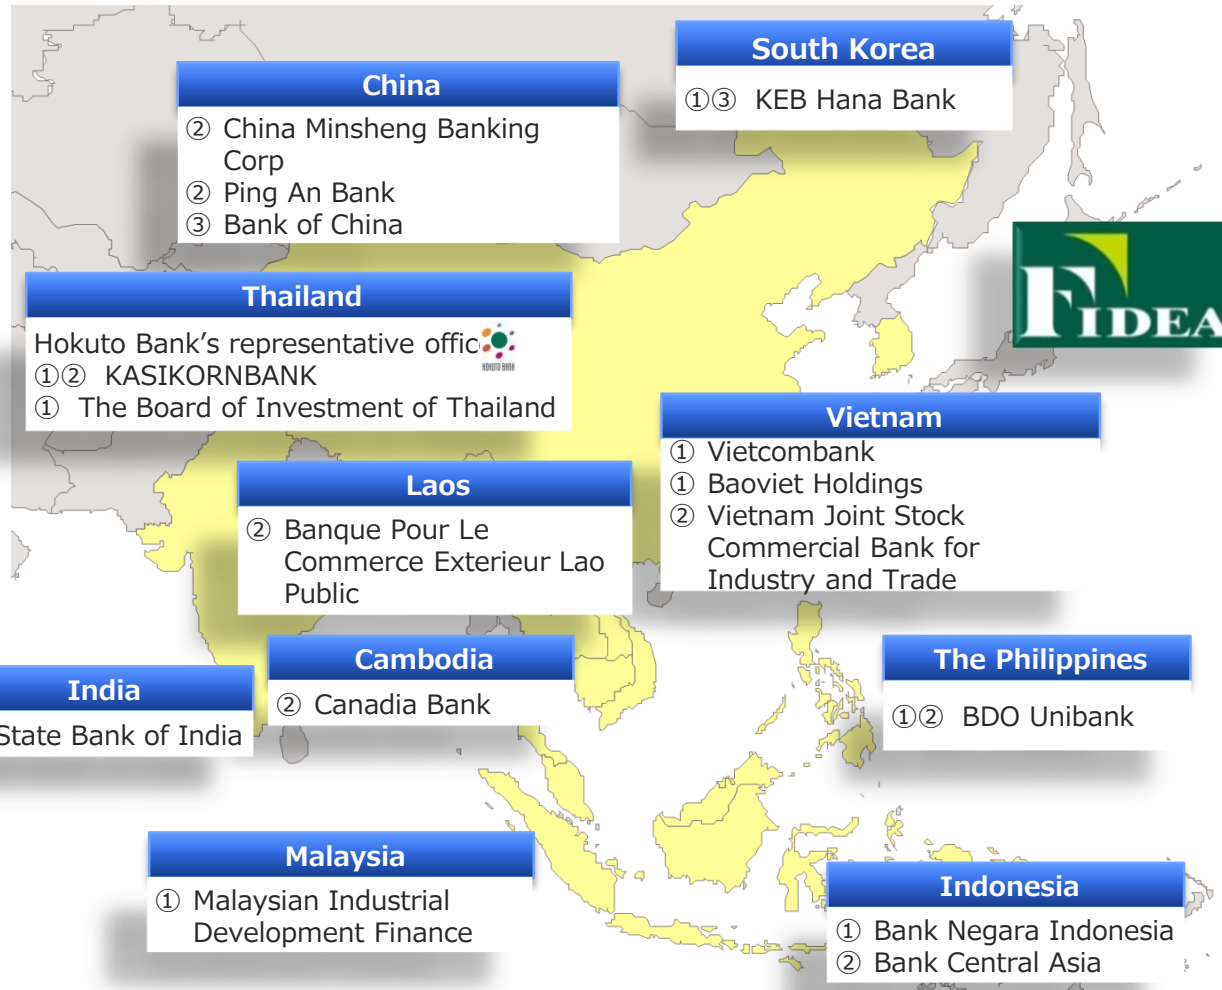 South Korea
①③ KEB Hana Bank
China
② China Minsheng Banking
Corp
② Ping An Bank
③ Bank of China
FIDEA
Thailand
Hokuto Bank's representative offic
HOKUTO BANK
①② KASIKORNBANK
① The Board of Investment of Thailand
Vietnam
① Vietcombank
① Baoviet Holdings
② Vietnam Joint Stock
Commercial Bank for
Industry and Trade
Laos
② Banque Pour Le
Commerce Exterieur Lao
Public
Cambodia
② Canadia Bank
The Philippines
①② BDO Unibank
India
State Bank of India
Malaysia
① Malaysian Industrial
Development Finance
Indonesia
① Bank Negara Indonesia
② Bank Central Asia